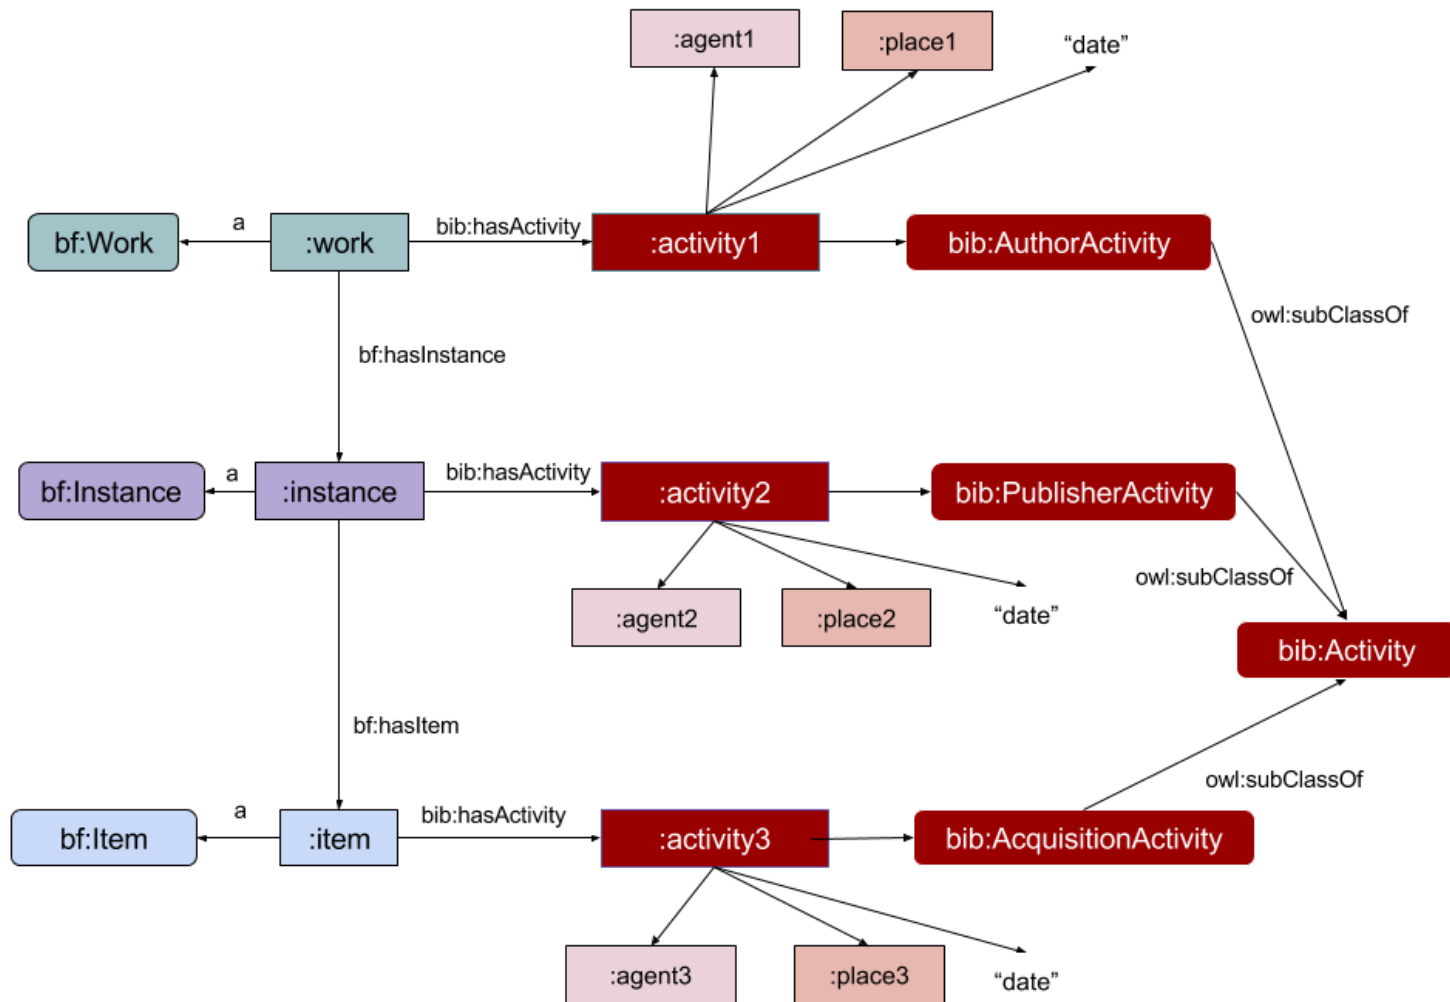 :agent1
:place1
“date”
bf:Work
a
:work
bib:hasActivity
:activity1
bib:AuthorActivity
owl:subClassOf
bf:hasInstance
bf:Instance
a
:instance
bib:hasActivity
:activity2
bib:PublisherActivity
owl:subClassOf
:agent2
:place2
“date”
bib:Activity
bf:hasItem
owl:subClassOf
bf:Item
a
:item
bib:hasActivity
:activity3
bib:AcquisitionActivity
:agent3
:place3
“date”